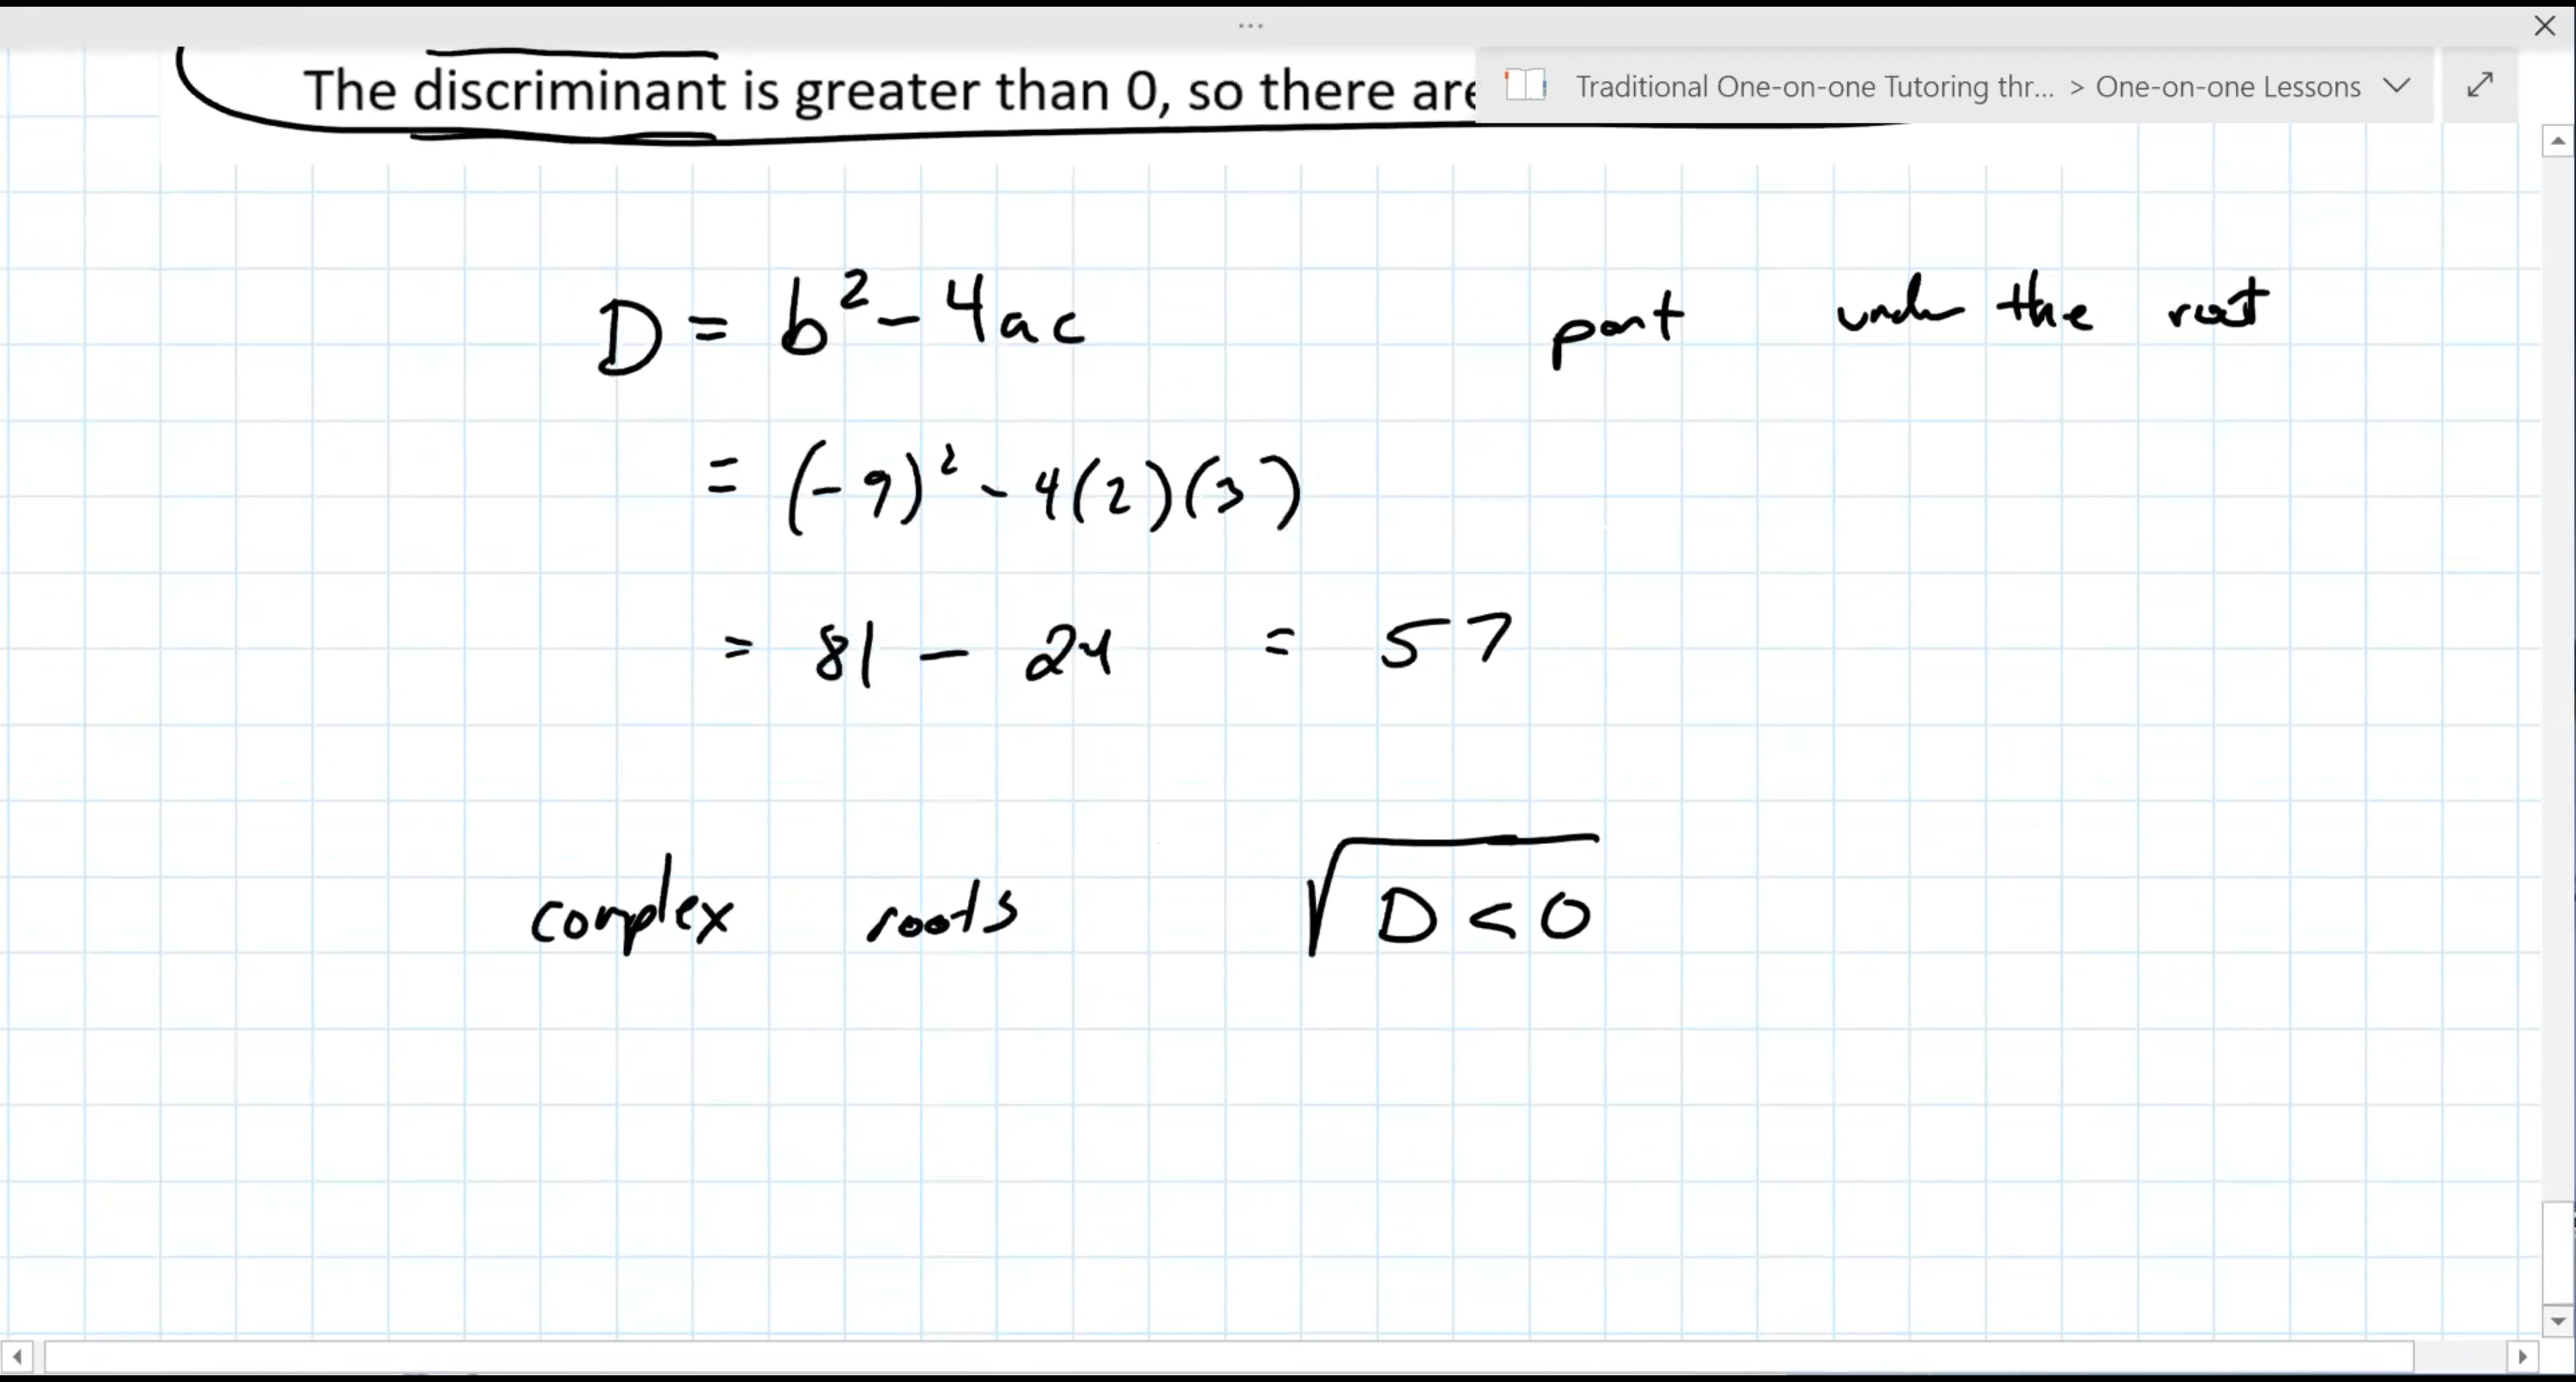 ...
Traditional One-on-one Tutoring thr... > One-on-one Lessons
The discriminant is greater than 0, so there are
D = b² - 4ac part under the root
= (-9)² - 4(2)(3)
= 81 - 24 = 57
complex roots √D < 0